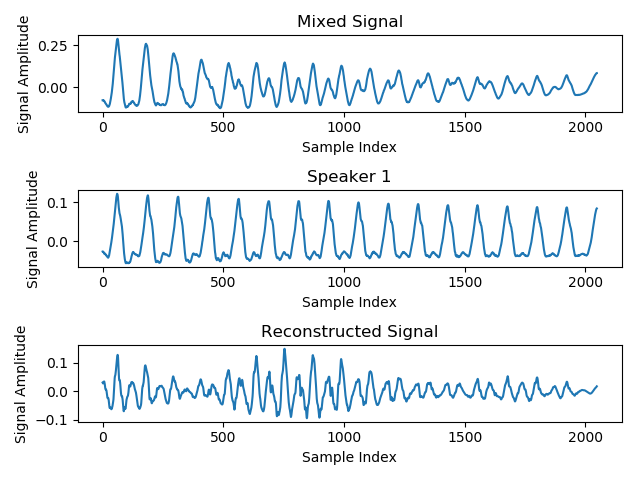 Mixed Signal
Signal Amplitude
0.25
0.00
0
500
1000
1500
2000
Sample Index
Speaker 1
Signal Amplitude
0.1
0.0
0
500
1000
1500
2000
Sample Index
Reconstructed Signal
Signal Amplitude
0.1
0.0
−0.1
0
500
1000
1500
2000
Sample Index